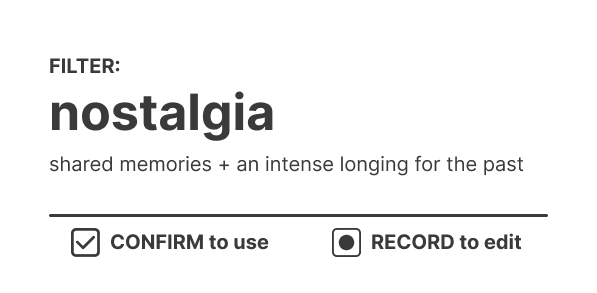 FILTER:
nostalgia
shared memories + an intense longing for the past
CONFIRM to use
RECORD to edit